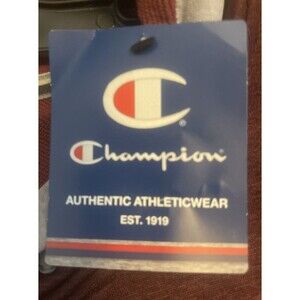 C
®
Champion
AUTHENTIC ATHLETICWEAR
EST. 1919